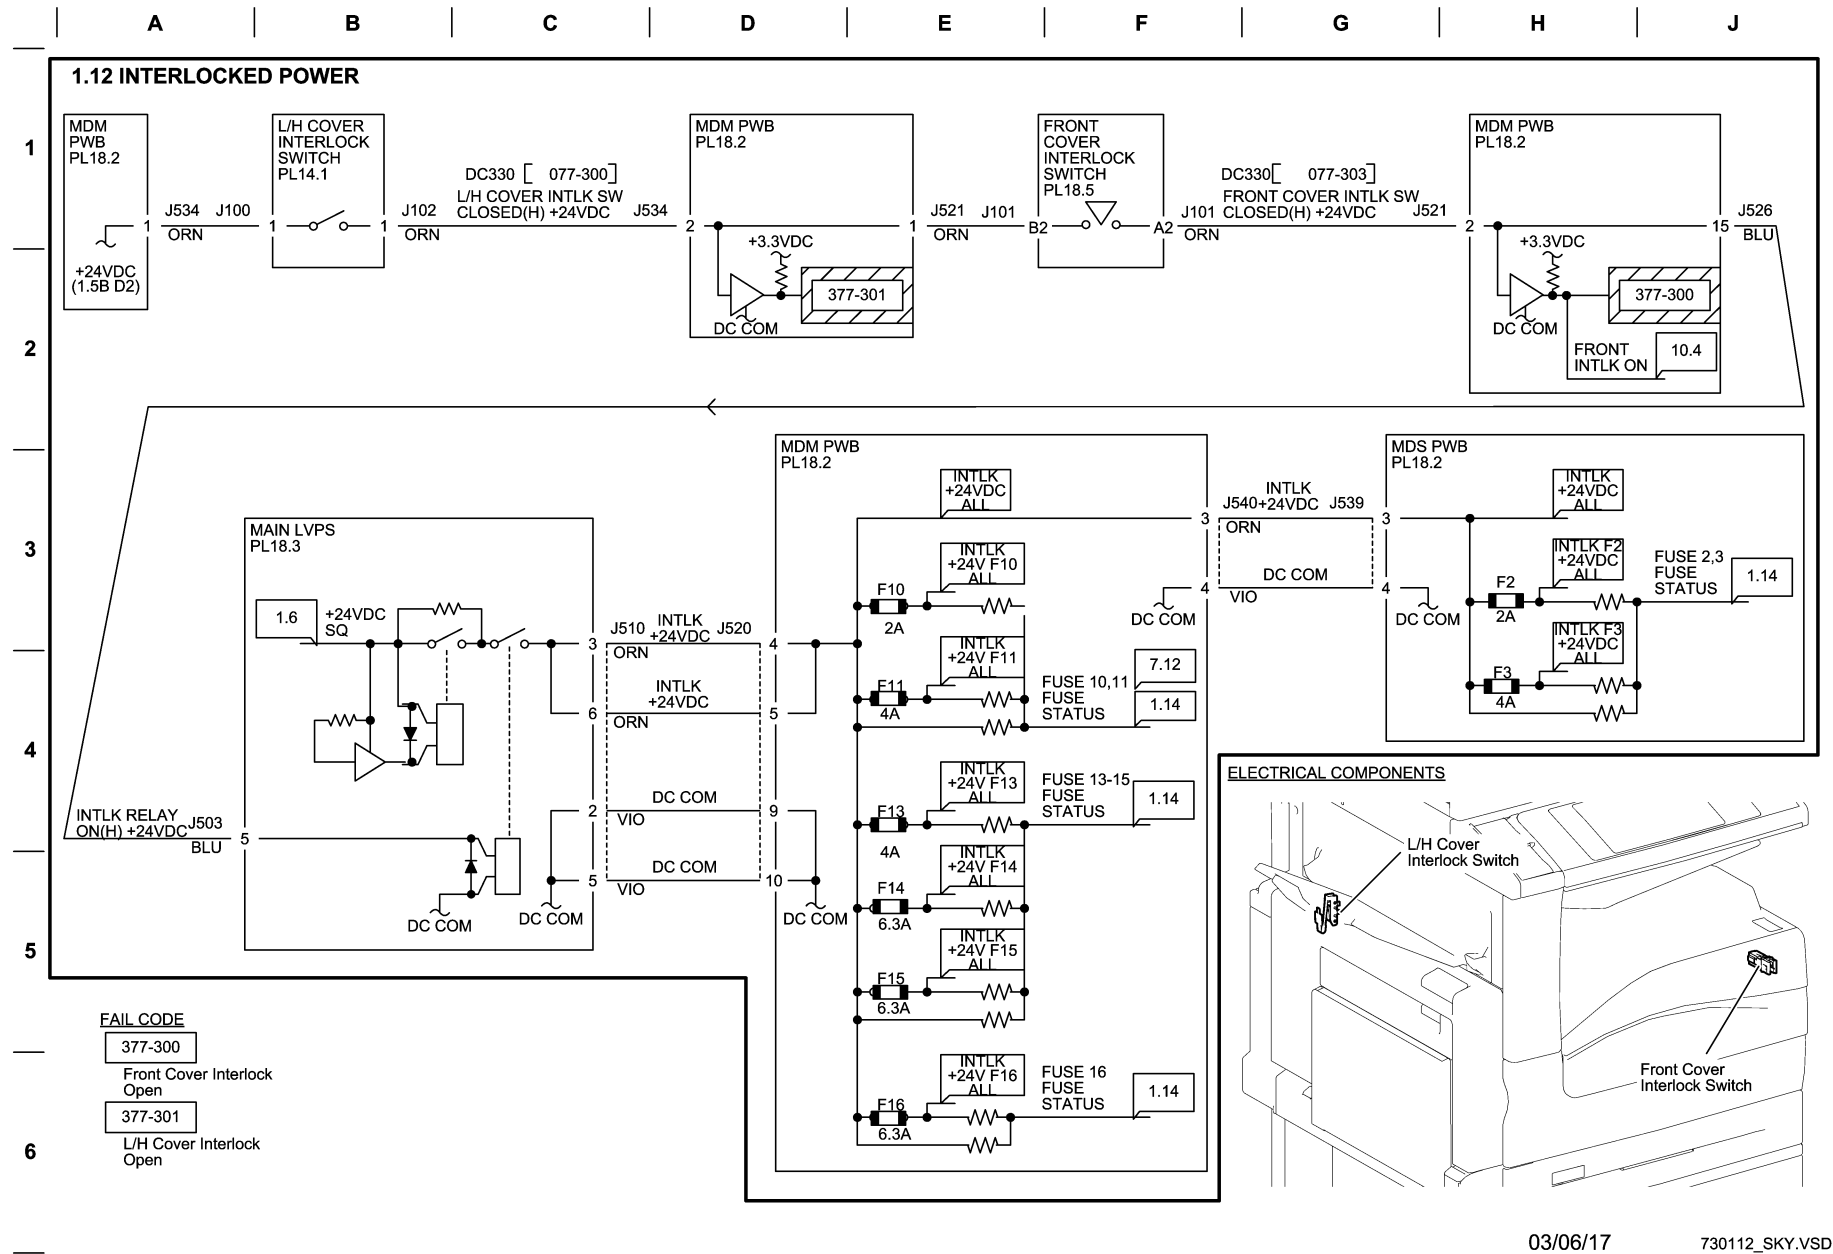 A B C D E F G H J
1.12 INTERLOCKED POWER
1
2
3
4
5
6
MDM
PWB
PL18.2
1
+24VDC
(1.5B D2)
J534 J100
ORN
L/H COVER
INTERLOCK
SWITCH
PL14.1
1 1
J102
ORN
DC330 [ 077-300]
L/H COVER INTLK SW
CLOSED(H) +24VDC
J534
MDM PWB
PL18.2
2 1
+3.3VDC
377-301
DC COM
J521 J101
ORN
FRONT
COVER
INTERLOCK
SWITCH
PL18.5
B2 A2
J101
ORN
DC330[ 077-303]
FRONT COVER INTLK SW
CLOSED(H) +24VDC
J521
MDM PWB
PL18.2
2 15
+3.3VDC
377-300
DC COM
FRONT
INTLK ON
10.4
J526
BLU
INTLK RELAY
ON(H) +24VDC
J503
BLU
MAIN LVPS
PL18.3
1.6
+24VDC
SQ
3
6
2
5
5
DC COM
DC COM
J510 INTLK J520
+24VDC
ORN
INTLK
+24VDC
ORN
DC COM
VIO
DC COM
VIO
MDM PWB
PL18.2
4
5
9
10
DC COM
INTLK
+24VDC
ALL
INTLK
+24V F10
ALL
F10
2A
INTLK
+24V F11
ALL
F11
4A
FUSE 10,11
FUSE
STATUS
7.12
1.14
INTLK
+24V F13
ALL
F13
4A
FUSE 13-15
FUSE
STATUS
1.14
INTLK
+24V F14
ALL
F14
6.3A
INTLK
+24V F15
ALL
F15
6.3A
INTLK
+24V F16
ALL
F16
6.3A
FUSE 16
FUSE
STATUS
1.14
3
4
DC COM
INTLK
J540 +24VDC J539
ORN
DC COM
VIO
MDS PWB
PL18.2
3
4
DC COM
INTLK
+24VDC
ALL
INTLK F2
+24VDC
ALL
F2
2A
INTLK F3
+24VDC
ALL
F3
4A
FUSE 2,3
FUSE
STATUS
1.14
ELECTRICAL COMPONENTS
L/H Cover
Interlock Switch
Front Cover
Interlock Switch
FAIL CODE
377-300
Front Cover Interlock
Open
377-301
L/H Cover Interlock
Open
03/06/17 730112_SKY.VSD